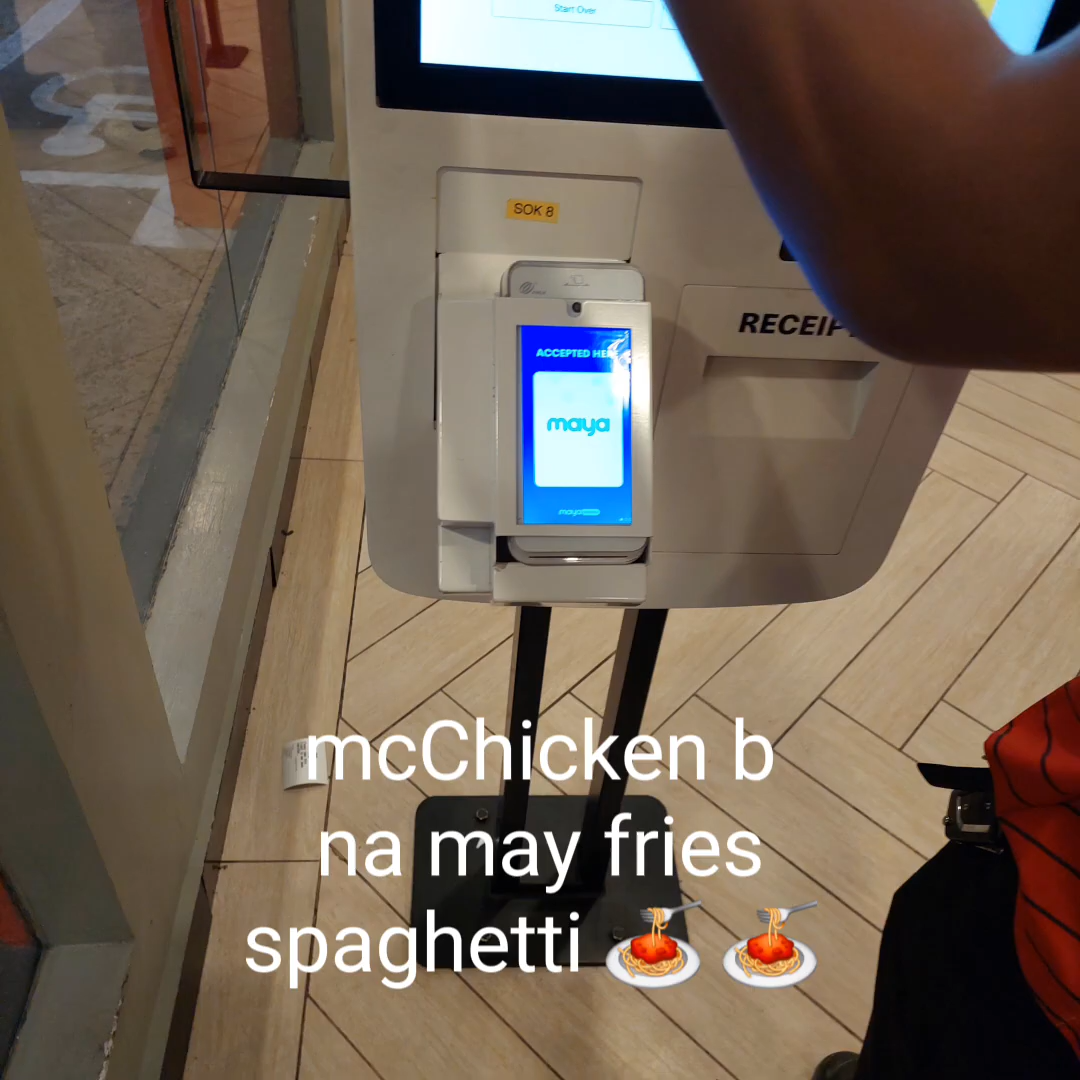 Start Over
SOK 8
RECEIP
ACCEPTED HE
maya
maya
mcChicken b
na may fries
spaghetti 🍝 🍝